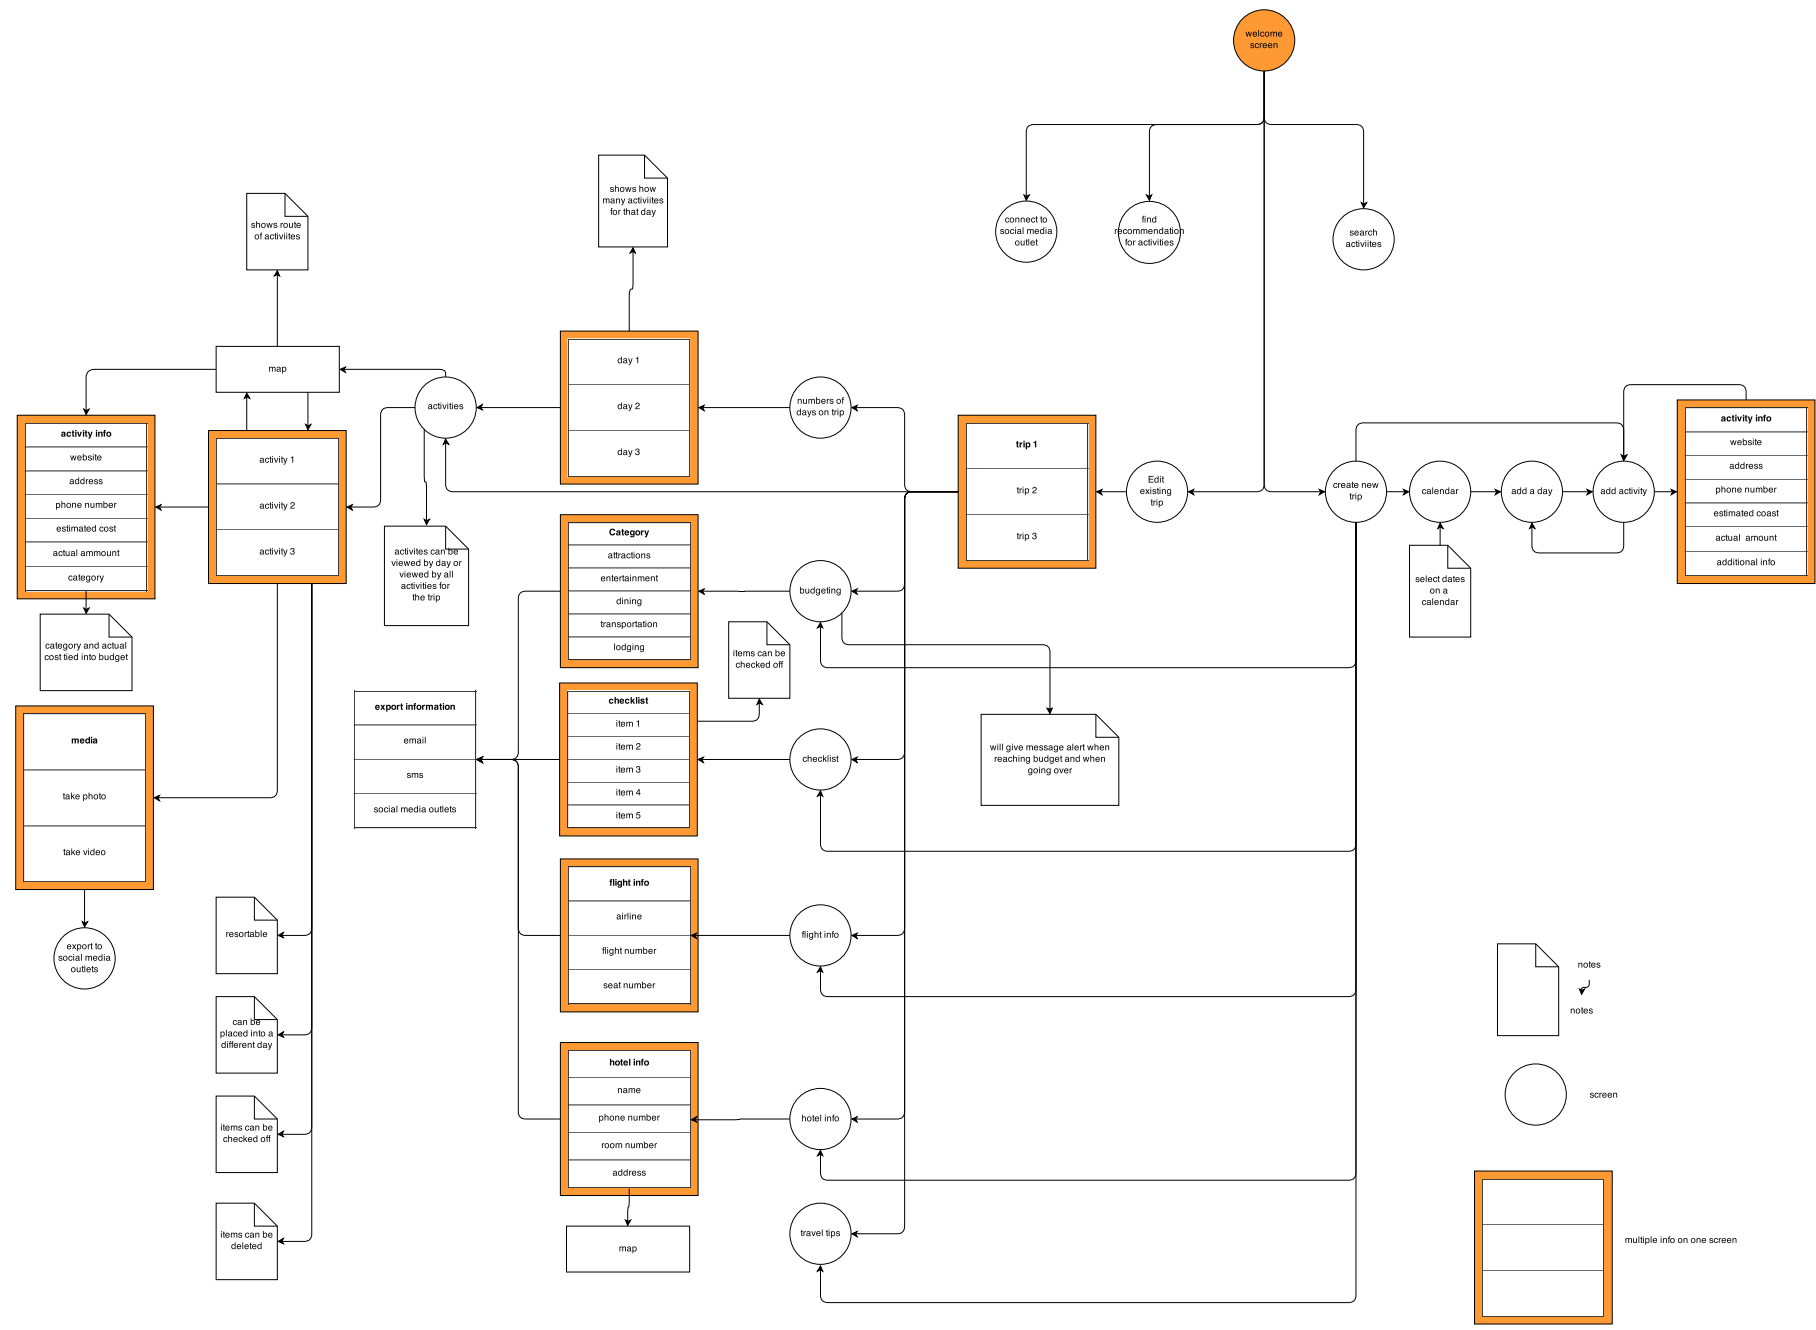 welcome
screen
connect to
social media
outlet
find
recommendation
for activities
search
activiites
shows how
many activiites
for that day
shows route
of activiites
map
activities
day 1
day 2
day 3
numbers of
days on trip
trip 1
trip 2
trip 3
Edit
existing
trip
create new
trip
calendar
add a day
add activity
activity info
website
address
phone number
estimated coast
actual  amount
additional info
select dates
on a
calendar
activity info
website
address
phone number
estimated cost
actual ammount
category
activity 1
activity 2
activity 3
category and actual
cost tied into budget
activites can be
viewed by day or
viewed by all
activities for
the trip
Category
attractions
entertainment
dining
transportation
lodging
budgeting
items can be
checked off
will give message alert when
reaching budget and when
going over
export information
email
sms
social media outlets
checklist
item 1
item 2
item 3
item 4
item 5
checklist
media
take photo
take video
export to
social media
outlets
flight info
airline
flight number
seat number
flight info
resortable
can be
placed into a
different day
items can be
checked off
items can be
deleted
hotel info
name
phone number
room number
address
hotel info
map
travel tips
notes
notes
screen
multiple info on one screen